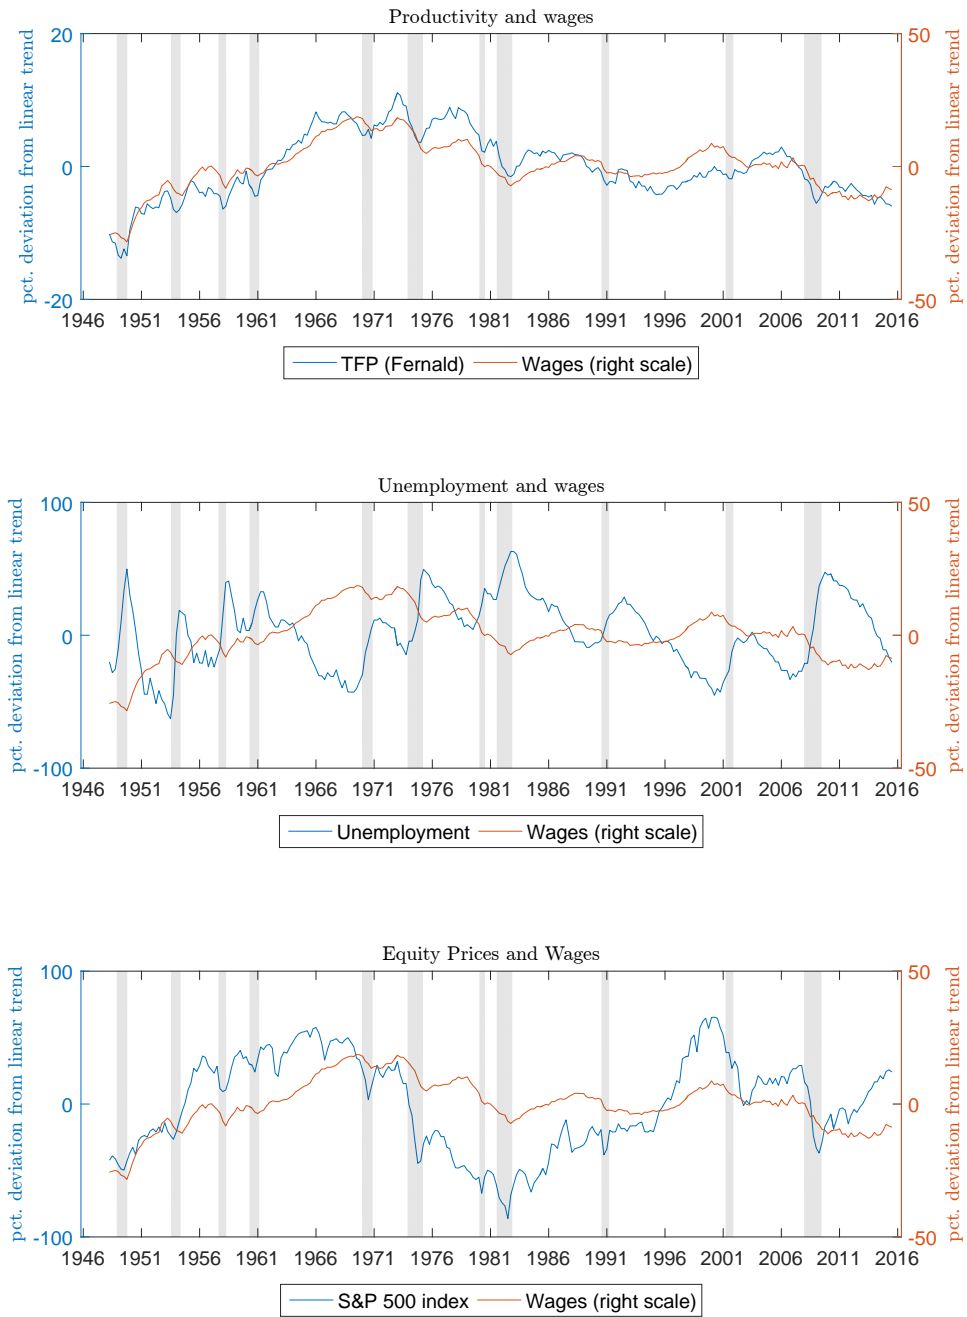 Productivity and wages
pct. deviation from linear trend
20
0
-20
50
0
-50
pct. deviation from linear trend
1946 1951 1956 1961 1966 1971 1976 1981 1986 1991 1996 2001 2006 2011 2016
TFP (Fernald) Wages (right scale)
Unemployment and wages
pct. deviation from linear trend
100
0
-100
50
0
-50
pct. deviation from linear trend
1946 1951 1956 1961 1966 1971 1976 1981 1986 1991 1996 2001 2006 2011 2016
Unemployment Wages (right scale)
Equity Prices and Wages
pct. deviation from linear trend
100
0
-100
50
0
-50
pct. deviation from linear trend
1946 1951 1956 1961 1966 1971 1976 1981 1986 1991 1996 2001 2006 2011 2016
S&P 500 index Wages (right scale)